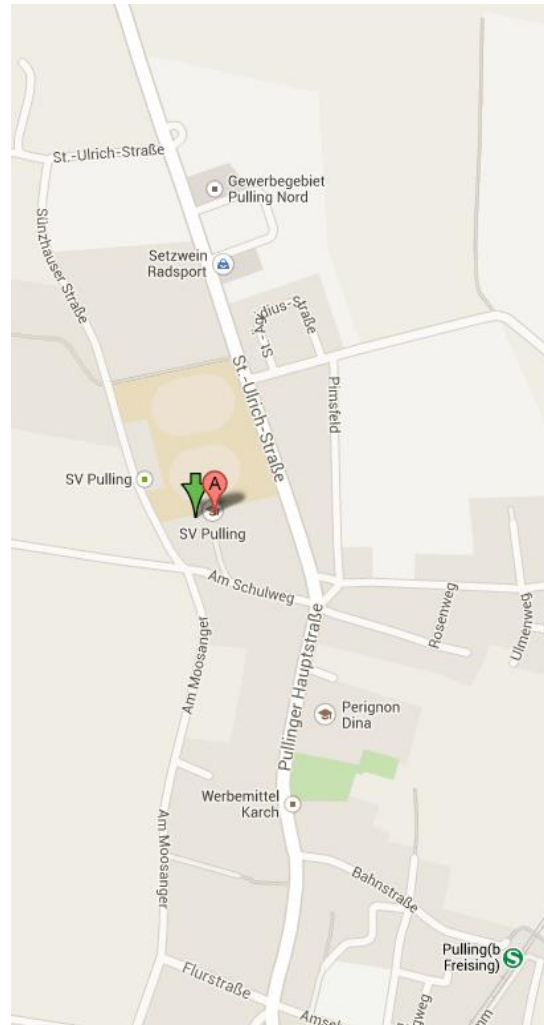 St.-Ulrich-Straße
Gewerbegebiet
Pulling Nord
Sünzhauser Straße
Setzwein
Radsport
St.-Ägidius-Straße
St.-Ulrich-Straße
Pimsfeld
SV Pulling
A
SV Pulling
Am Schulweg
Rosenweg
Ulmenweg
Am Moosanger
Pullinger Hauptstraße
Perignon
Dina
Werbemittel
Karch
Am Moosanger
Bahnstraße
Pulling(b
Freising)
S
Flurstraße